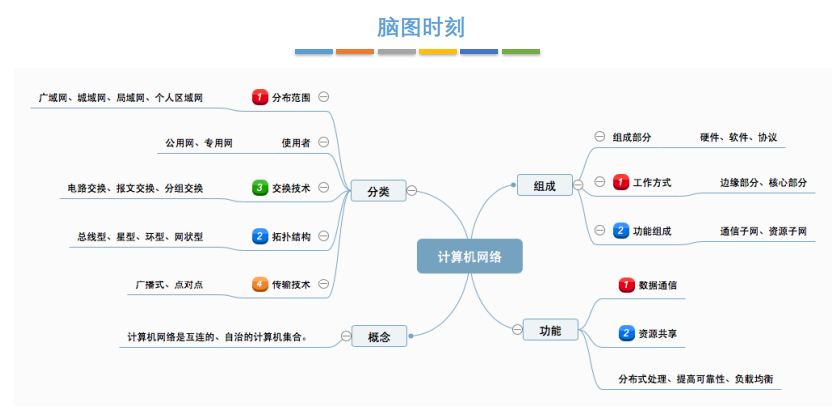 脑图时刻
计算机网络
分类
1 分布范围
广域网、城域网、局域网、个人区域网
使用者
公用网、专用网
3 交换技术
电路交换、报文交换、分组交换
2 拓扑结构
总线型、星型、环型、网状型
4 传输技术
广播式、点对点
概念
计算机网络是互连的、自治的计算机集合。
组成
组成部分
硬件、软件、协议
1 工作方式
边缘部分、核心部分
2 功能组成
通信子网、资源子网
功能
1 数据通信
2 资源共享
分布式处理、提高可靠性、负载均衡